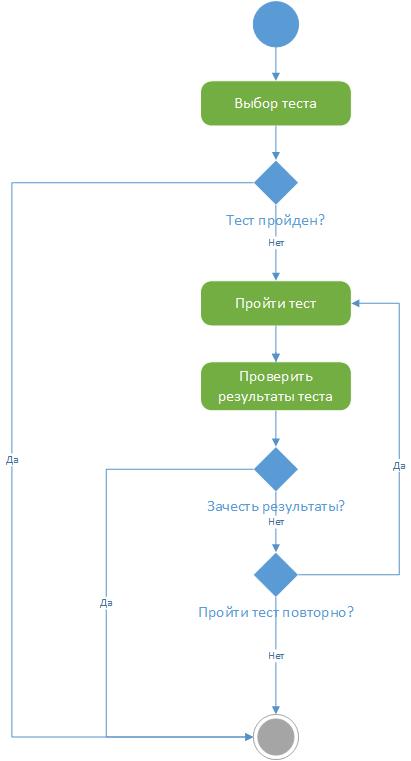 Выбор теста
Тест пройден?
Нет
Пройти тест
Проверить
результаты теста
Да
Да
Зачесть результаты?
Нет
Да
Пройти тест повторно?
Нет